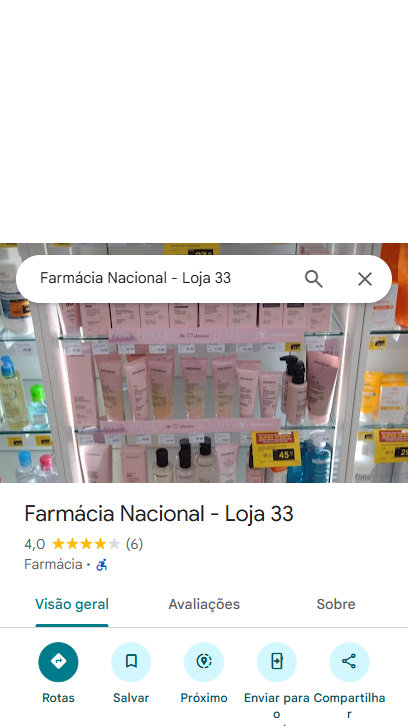 Farmácia Nacional - Loja 33
45
Farmácia Nacional - Loja 33
4,0 (6)
Farmácia ·
Visão geral Avaliações Sobre
Rotas Salvar Próximo Enviar para o Compartilhar